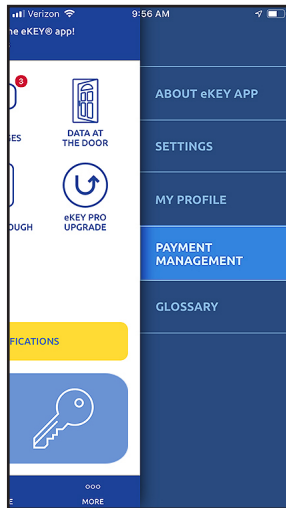 Verizon 9:56 AM
he eKEY® app!
3
GES
DATA AT
THE DOOR
OUGH
eKEY PRO
UPGRADE
FICATIONS
E
MORE
ABOUT eKEY APP
SETTINGS
MY PROFILE
PAYMENT
MANAGEMENT
GLOSSARY